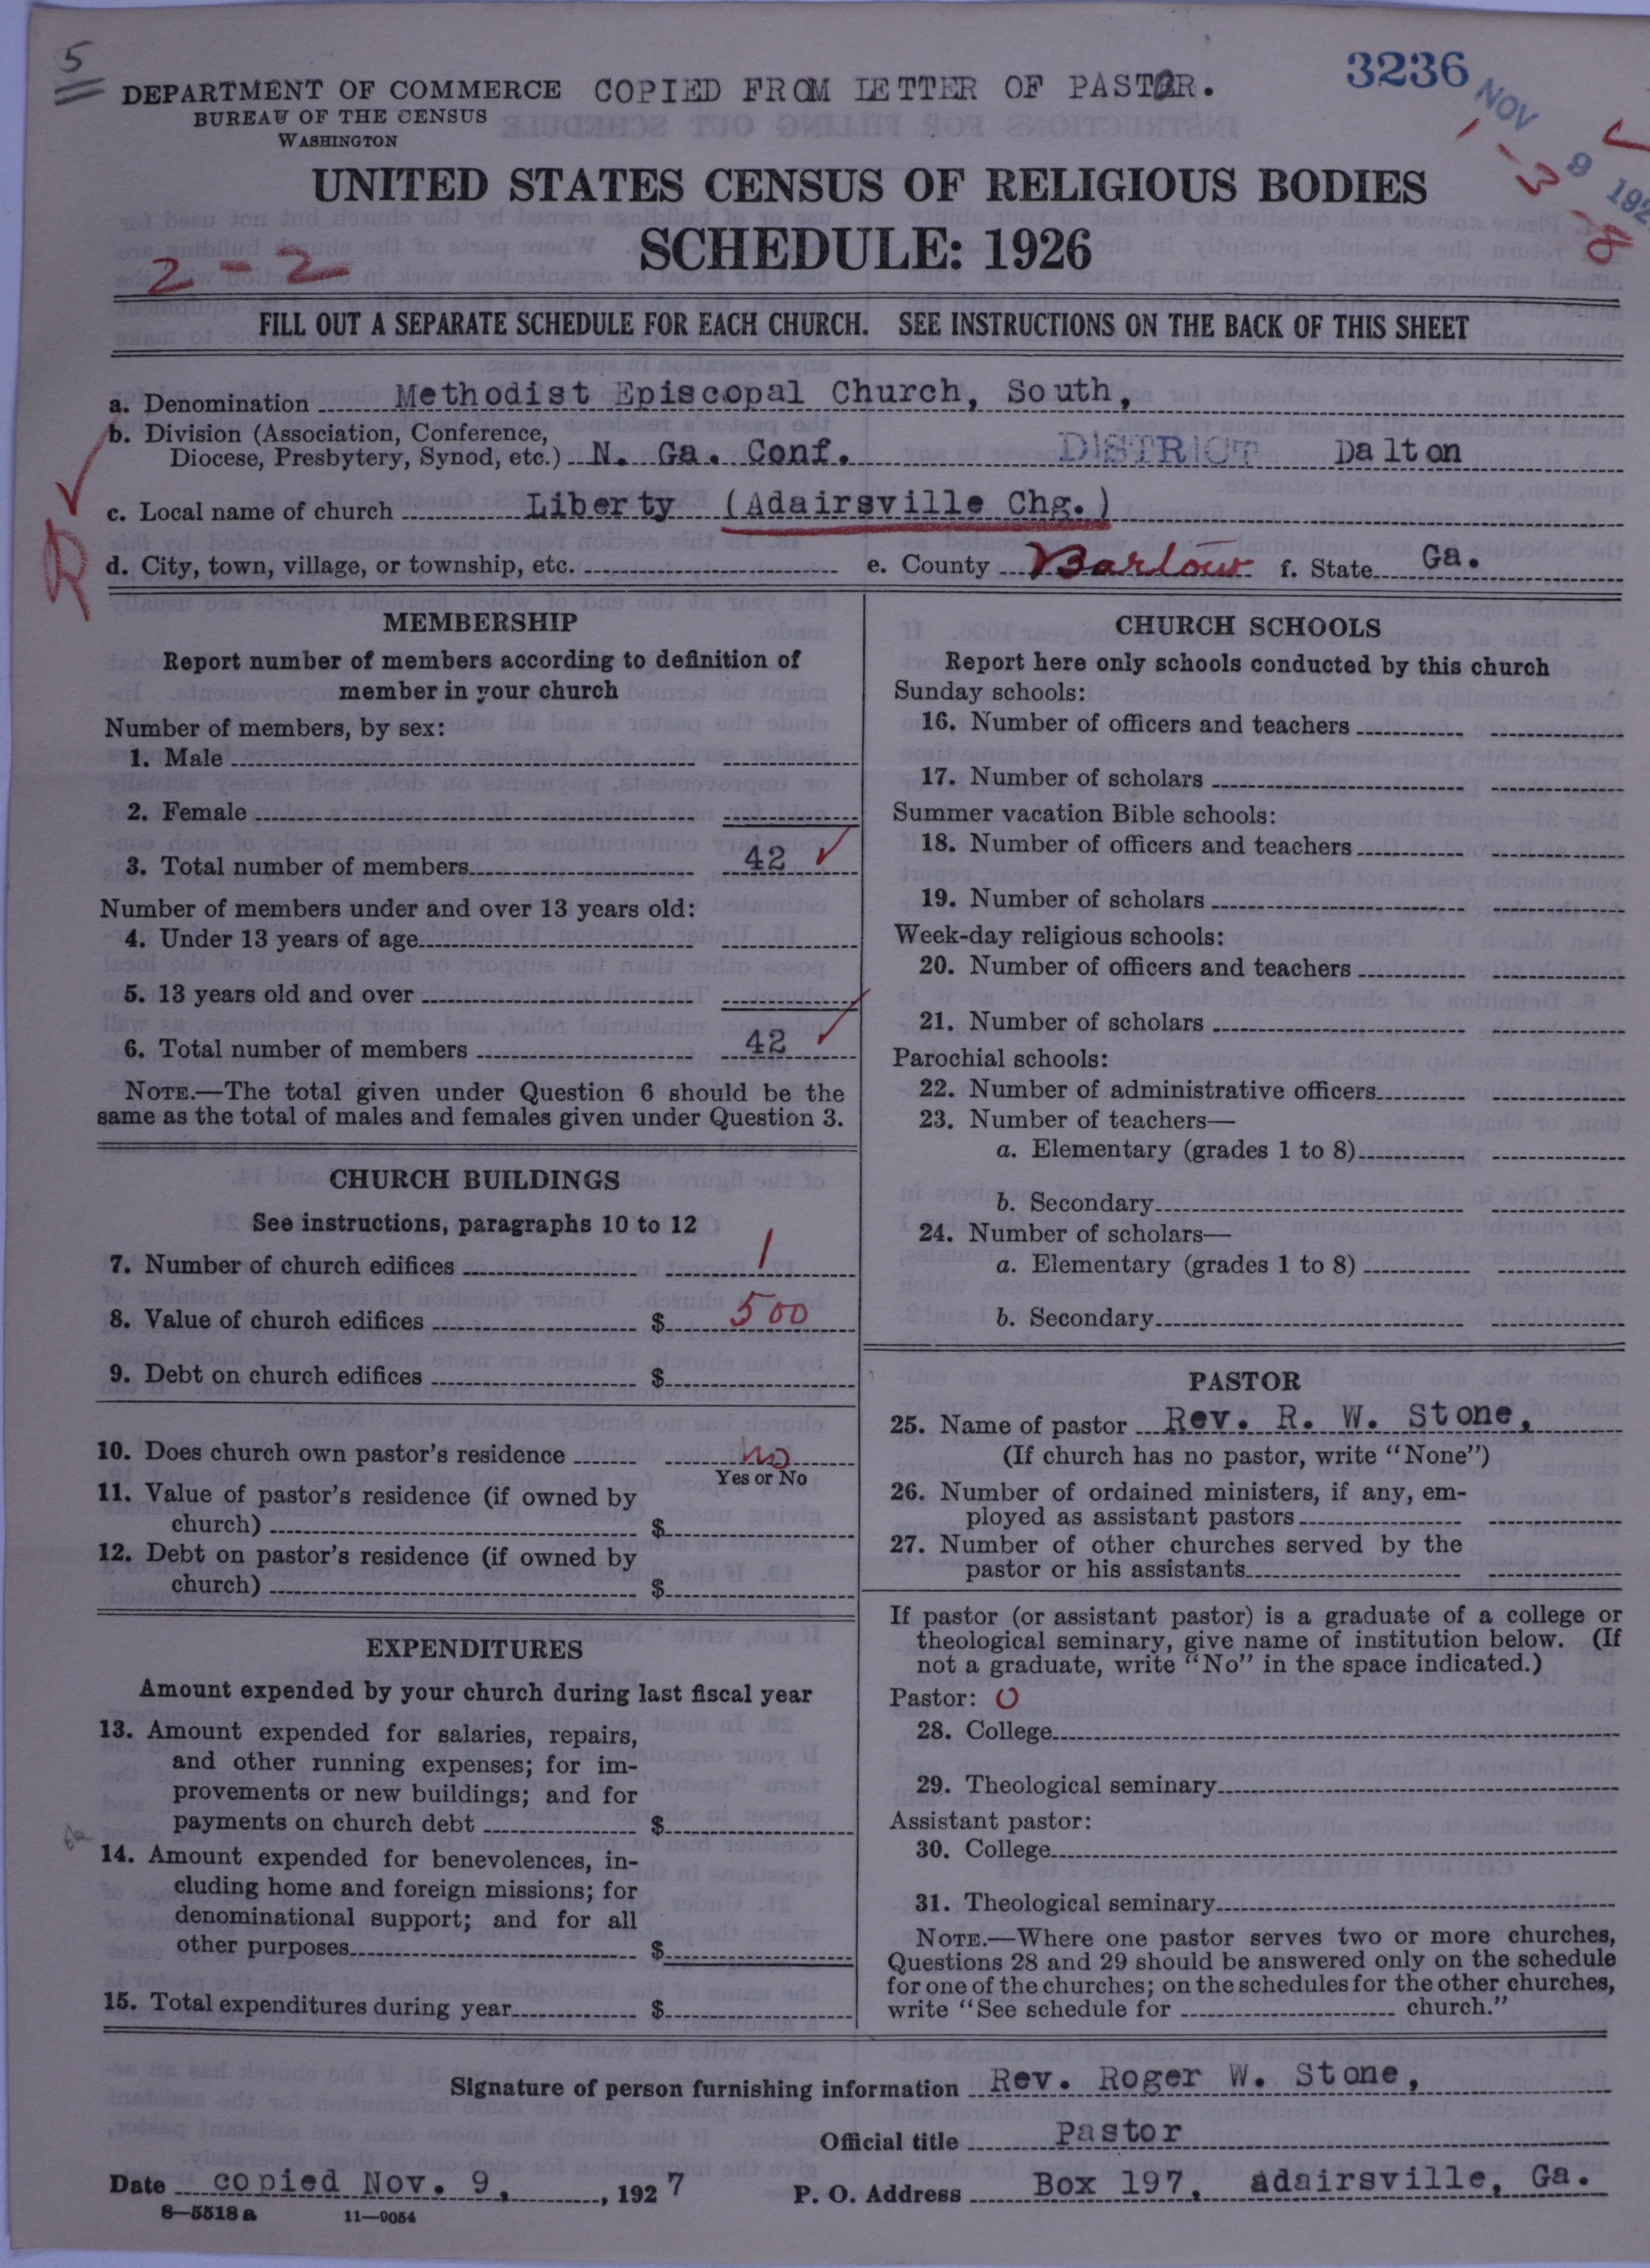 5
DEPARTMENT OF COMMERCE COPIED FROM LETTER OF PASTOR.
3236
BUREAU OF THE CENSUS
WASHINGTON
NOV 9 192
1-3-8
UNITED STATES CENSUS OF RELIGIOUS BODIES
SCHEDULE: 1926
2-2
FILL OUT A SEPARATE SCHEDULE FOR EACH CHURCH. SEE INSTRUCTIONS ON THE BACK OF THIS SHEET
a. Denomination Methodist Episcopal Church, South,
b. Division (Association, Conference,
Diocese, Presbytery, Synod, etc.) N. Ga. Conf. DISTRICT Dalton
c. Local name of church Liberty (Adairsville Chg.)
R
d. City, town, village, or township, etc. e. County Bartow f. State Ga.
MEMBERSHIP
Report number of members according to definition of
member in your church
Number of members, by sex:
1. Male
2. Female
3. Total number of members 42
Number of members under and over 13 years old:
4. Under 13 years of age
5. 13 years old and over
6. Total number of members 42
NOTE.—The total given under Question 6 should be the
same as the total of males and females given under Question 3.
CHURCH BUILDINGS
See instructions, paragraphs 10 to 12
7. Number of church edifices 1
8. Value of church edifices $ 500
9. Debt on church edifices $
10. Does church own pastor's residence no
Yes or No
11. Value of pastor's residence (if owned by
church) $
12. Debt on pastor's residence (if owned by
church) $
EXPENDITURES
Amount expended by your church during last fiscal year
13. Amount expended for salaries, repairs,
and other running expenses; for im-
provements or new buildings; and for
payments on church debt $
14. Amount expended for benevolences, in-
cluding home and foreign missions; for
denominational support; and for all
other purposes $
15. Total expenditures during year $
CHURCH SCHOOLS
Report here only schools conducted by this church
Sunday schools:
16. Number of officers and teachers
17. Number of scholars
Summer vacation Bible schools:
18. Number of officers and teachers
19. Number of scholars
Week-day religious schools:
20. Number of officers and teachers
21. Number of scholars
Parochial schools:
22. Number of administrative officers
23. Number of teachers—
a. Elementary (grades 1 to 8)
b. Secondary
24. Number of scholars—
a. Elementary (grades 1 to 8)
b. Secondary
PASTOR
25. Name of pastor Rev. R. W. Stone,
(If church has no pastor, write "None")
26. Number of ordained ministers, if any, em-
ployed as assistant pastors
27. Number of other churches served by the
pastor or his assistants
If pastor (or assistant pastor) is a graduate of a college or
theological seminary, give name of institution below. (If
not a graduate, write "No" in the space indicated.)
Pastor: O
28. College
29. Theological seminary
Assistant pastor:
30. College
31. Theological seminary
NOTE.—Where one pastor serves two or more churches,
Questions 28 and 29 should be answered only on the schedule
for one of the churches; on the schedules for the other churches,
write "See schedule for church."
Signature of person furnishing information Rev. Roger W. Stone,
Official title Pastor
Date copied Nov. 9, , 1927 P. O. Address Box 197, adairsville, Ga.
8—5518a 11—9054